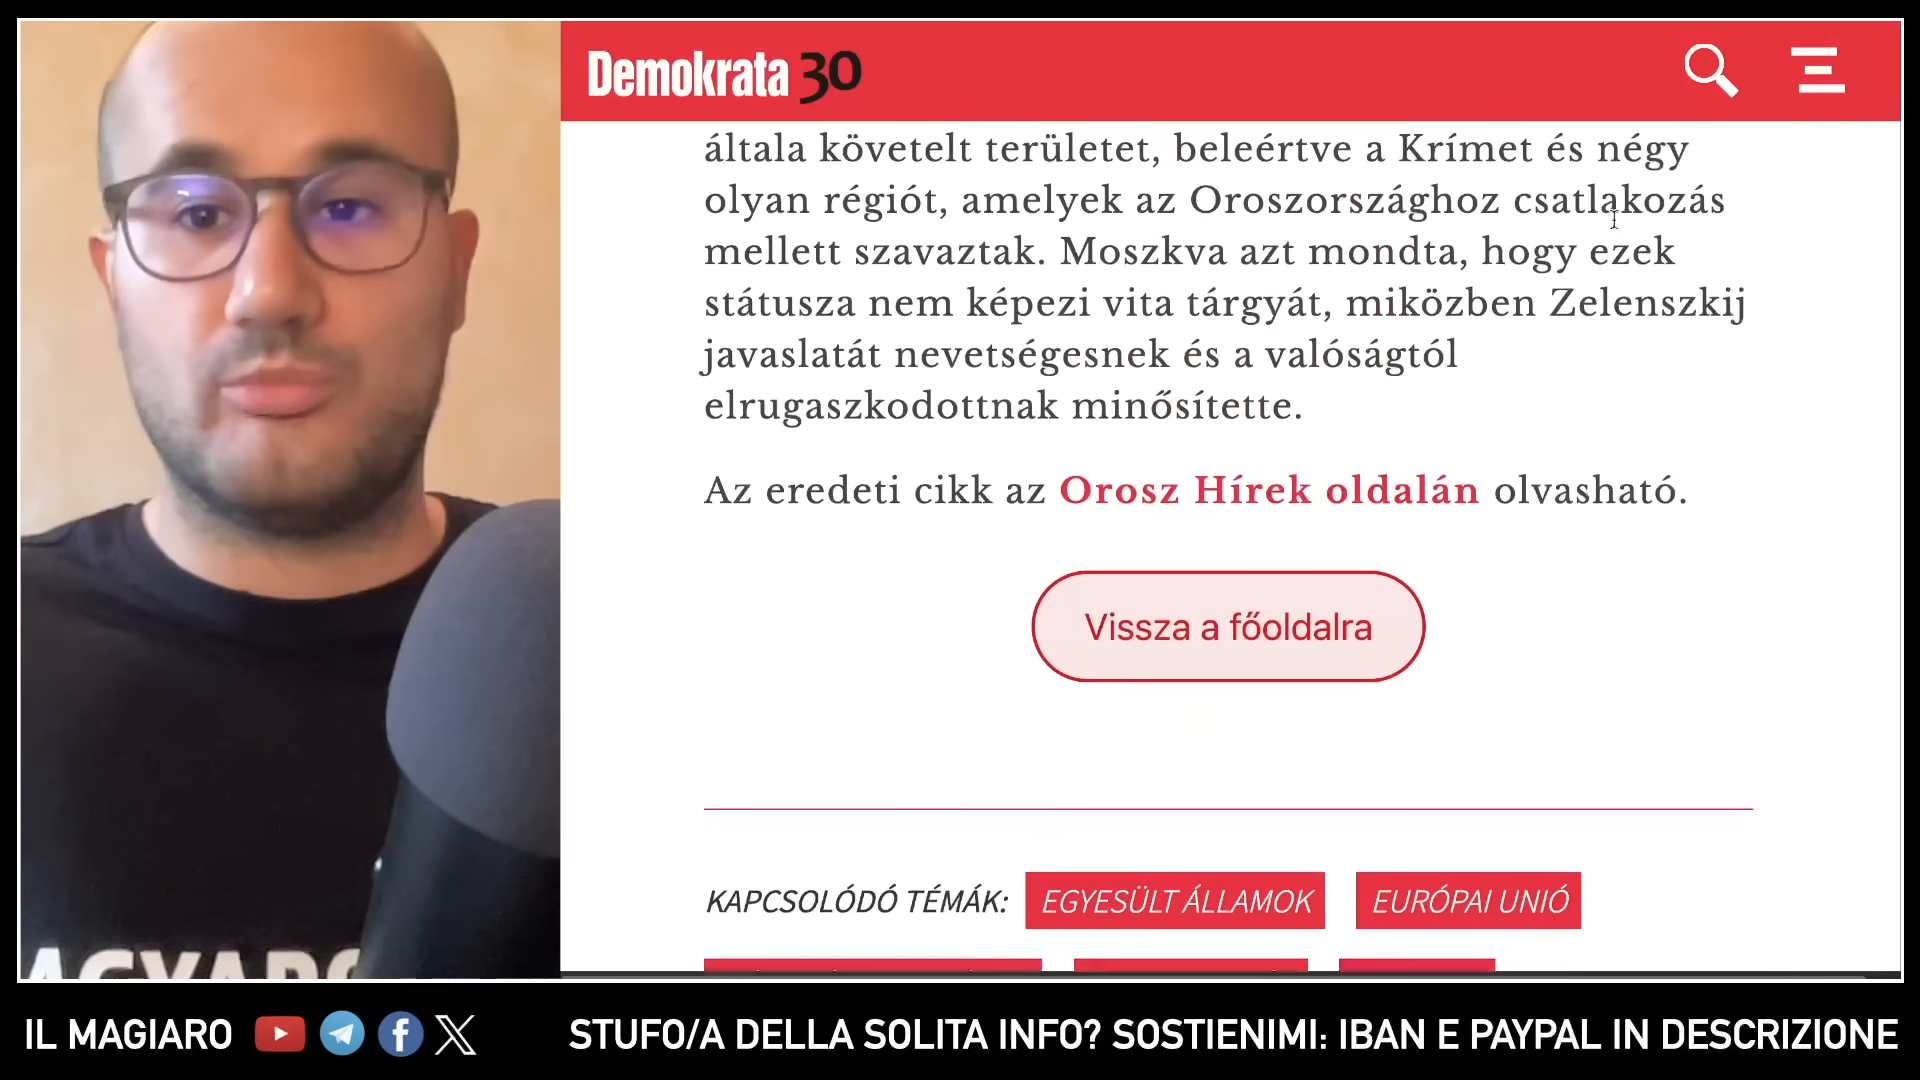 Demokrata 30
általa követelt területet, beleértve a Krímet és négy
olyan régiót, amelyek az Oroszországhoz csatlakozás
mellett szavaztak. Moszkva azt mondta, hogy ezek
státusza nem képezi vita tárgyát, miközben Zelenszkij
javaslatát nevetségesnek és a valóságtól
elrugaszkodottnak minősítette.
Az eredeti cikk az Orosz Hírek oldalán olvasható.
Vissza a főoldalra
KAPCSOLÓDÓ TÉMÁK: EGYESÜLT ÁLLAMOK EURÓPAI UNIÓ
IL MAGIARO
STUFO/A DELLA SOLITA INFO? SOSTIENIMI: IBAN E PAYPAL IN DESCRIZIONE